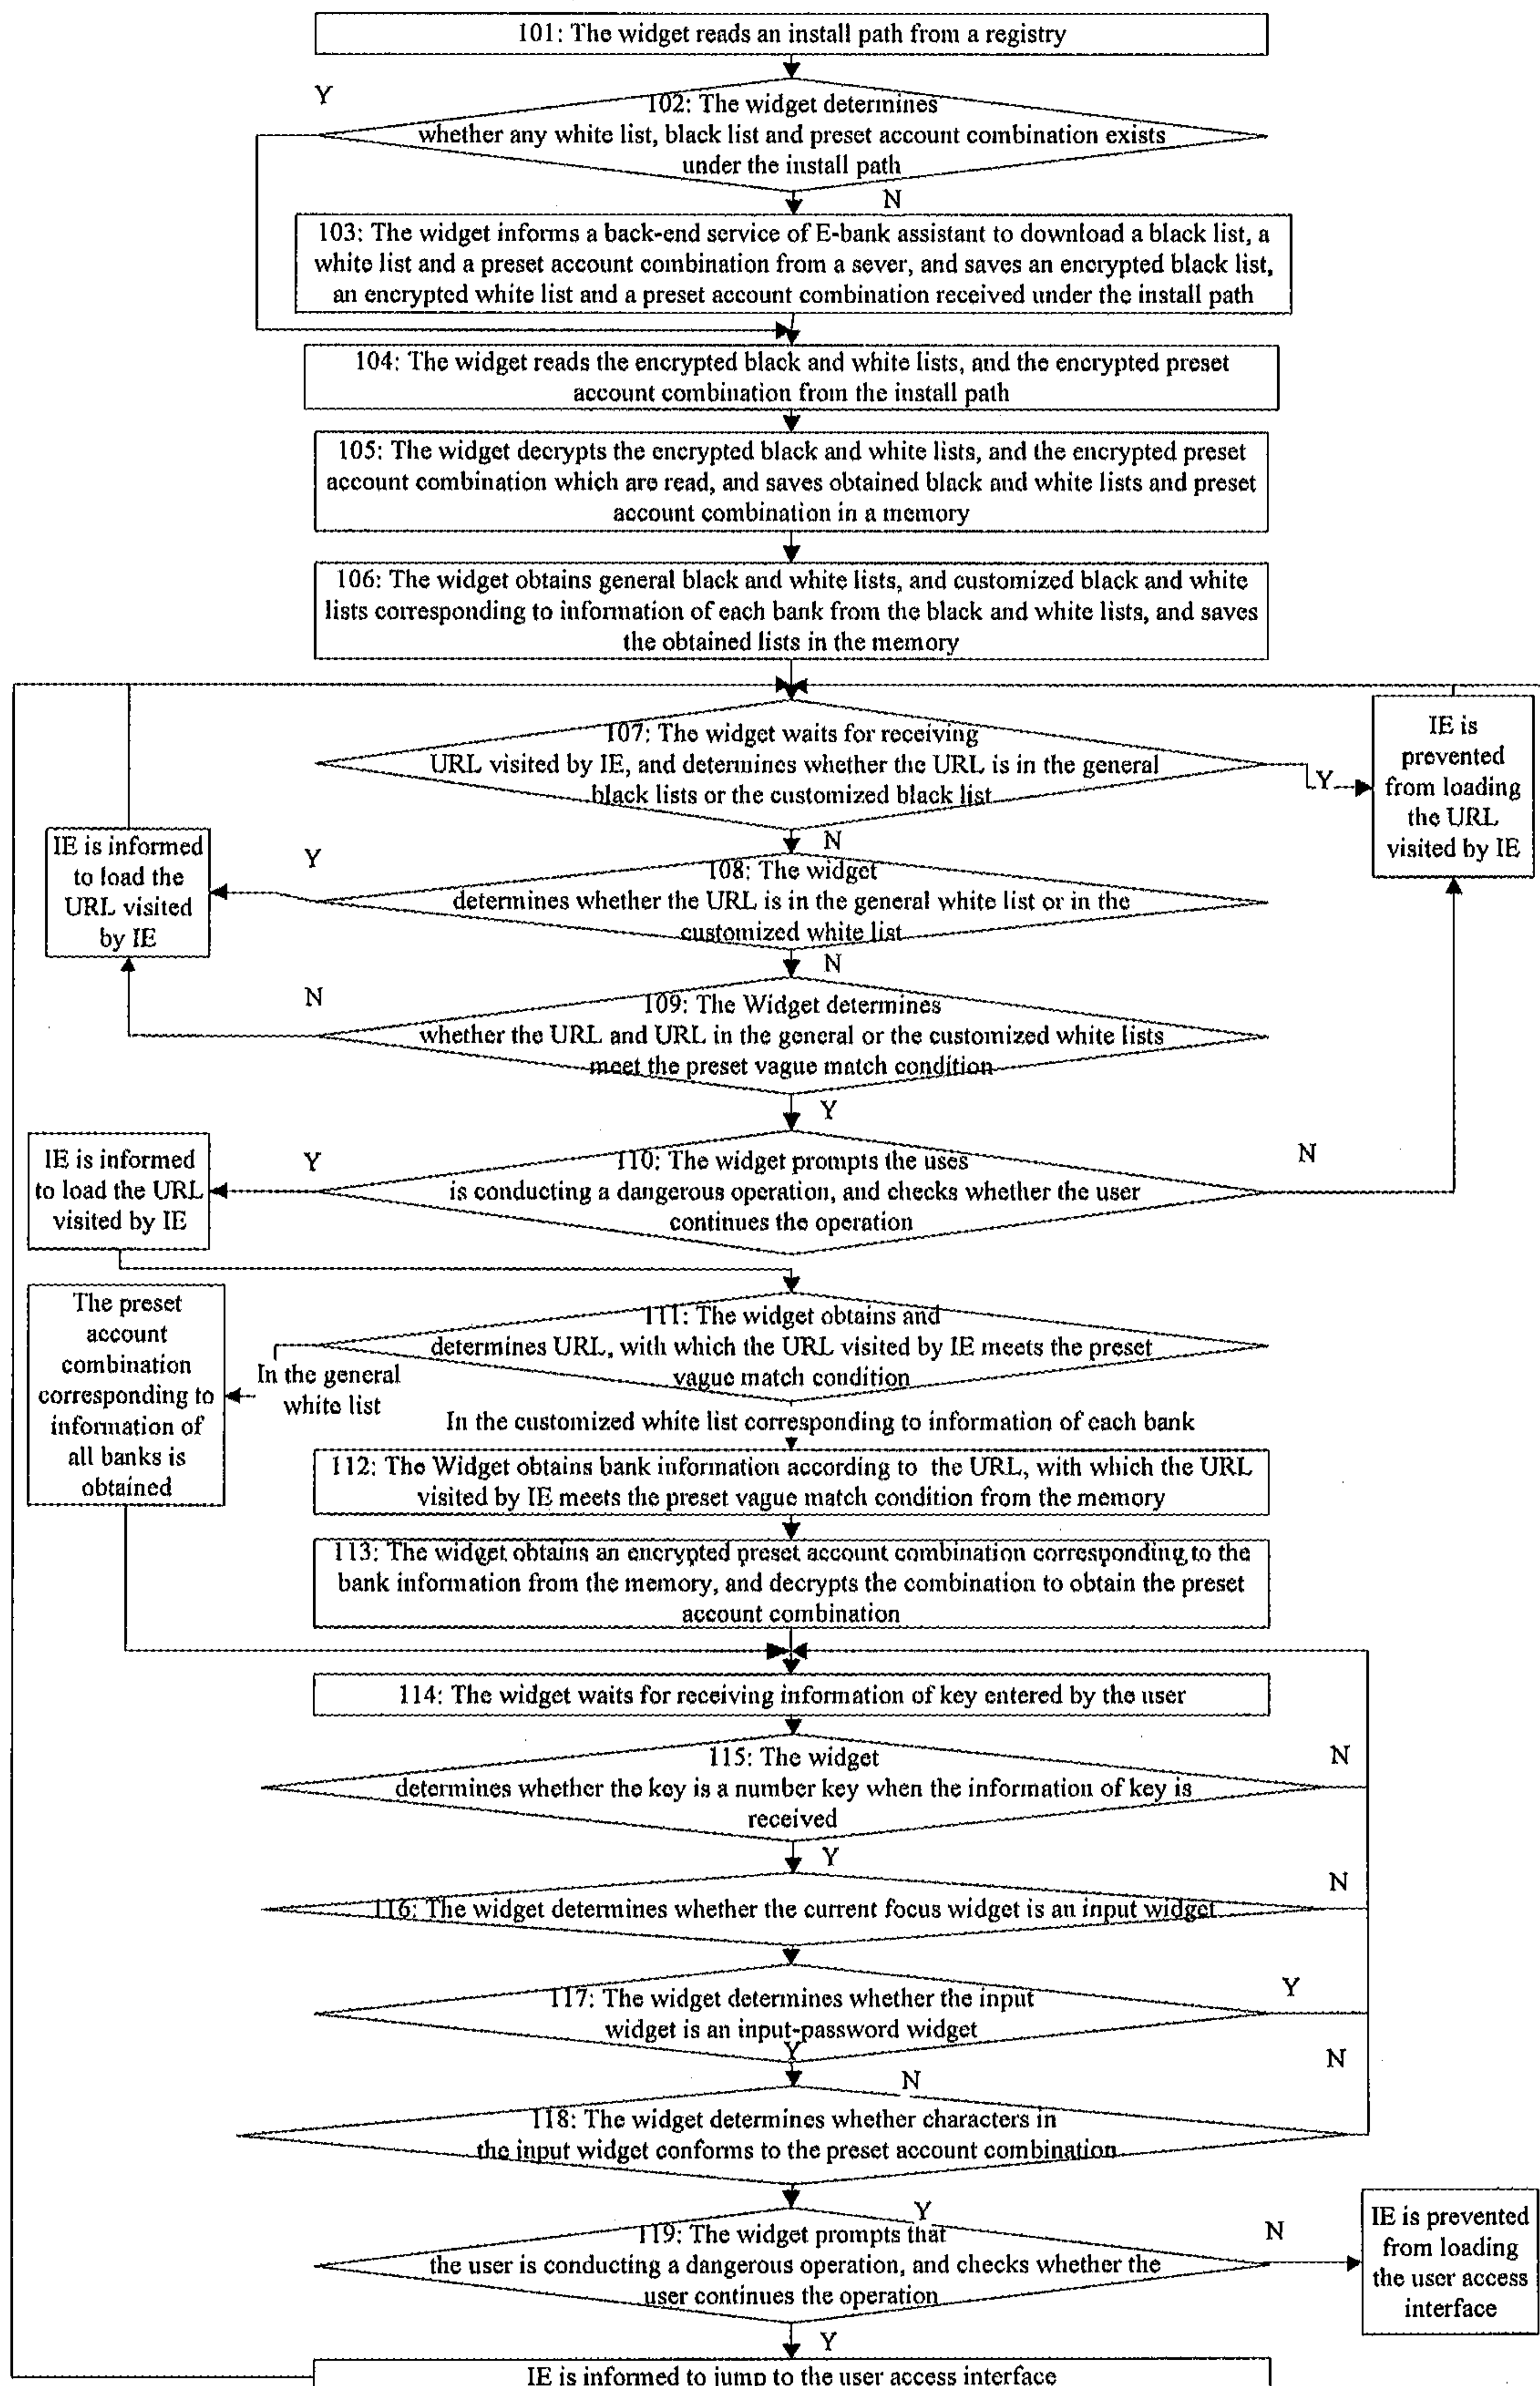 101: The widget reads an install path from a registry
Y
102: The widget determines
whether any white list, black list and preset account combination exists
under the install path
N
103: The widget informs a back-end service of E-bank assistant to download a black list, a
white list and a preset account combination from a sever, and saves an encrypted black list,
an encrypted white list and a preset account combination received under the install path
104: The widget reads the encrypted black and white lists, and the encrypted preset
account combination from the install path
105: The widget decrypts the encrypted black and white lists, and the encrypted preset
account combination which are read, and saves obtained black and white lists and preset
account combination in a memory
106: The widget obtains general black and white lists, and customized black and white
lists corresponding to information of each bank from the black and white lists, and saves
the obtained lists in the memory
107: The widget waits for receiving
URL visited by IE, and determines whether the URL is in the general
black lists or the customized black list
Y
IE is
prevented
from loading
the URL
visited by IE
N
IE is informed
to load the
URL visited
by IE
Y
108: The widget
determines whether the URL is in the general white list or in the
customized white list
N
N
109: The Widget determines
whether the URL and URL in the general or the customized white lists
meet the preset vague match condition
Y
IE is informed
to load the URL
visited by IE
Y
110: The widget prompts the uses
is conducting a dangerous operation, and checks whether the user
continues the operation
N
111: The widget obtains and
determines URL, with which the URL visited by IE meets the preset
vague match condition
The preset
account
combination
corresponding to
information of
all banks is
obtained
In the general
white list
In the customized white list corresponding to information of each bank
112: The Widget obtains bank information according to the URL, with which the URL
visited by IE meets the preset vague match condition from the memory
113: The widget obtains an encrypted preset account combination corresponding to the
bank information from the memory, and decrypts the combination to obtain the preset
account combination
114: The widget waits for receiving information of key entered by the user
115: The widget
determines whether the key is a number key when the information of key is
received
N
Y
116: The widget determines whether the current focus widget is an input widget
N
117: The widget determines whether the input
widget is an input-password widget
Y
Y
N
N
118: The widget determines whether characters in
the input widget conforms to the preset account combination
Y
119: The widget prompts that
the user is conducting a dangerous operation, and checks whether the
user continues the operation
N
IE is prevented
from loading
the user access
interface
Y
IE is informed to jump to the user access interface